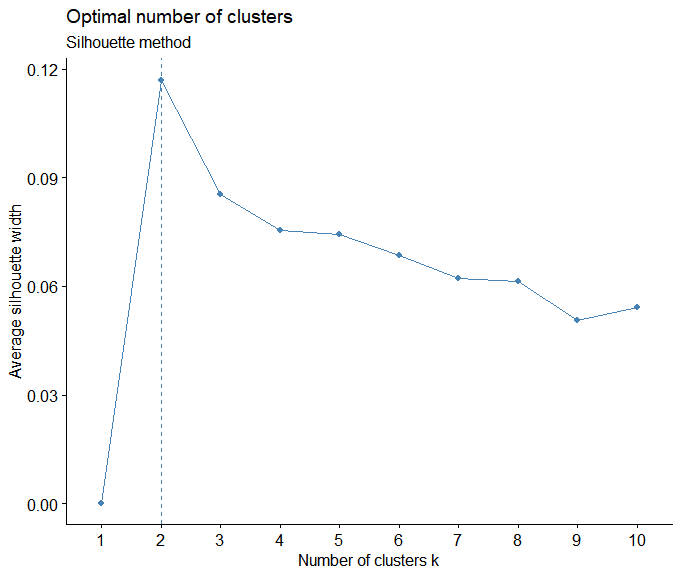 Optimal number of clusters
Silhouette method
0.12
0.09
0.06
0.03
0.00
Average silhouette width
1 2 3 4 5 6 7 8 9 10
Number of clusters k